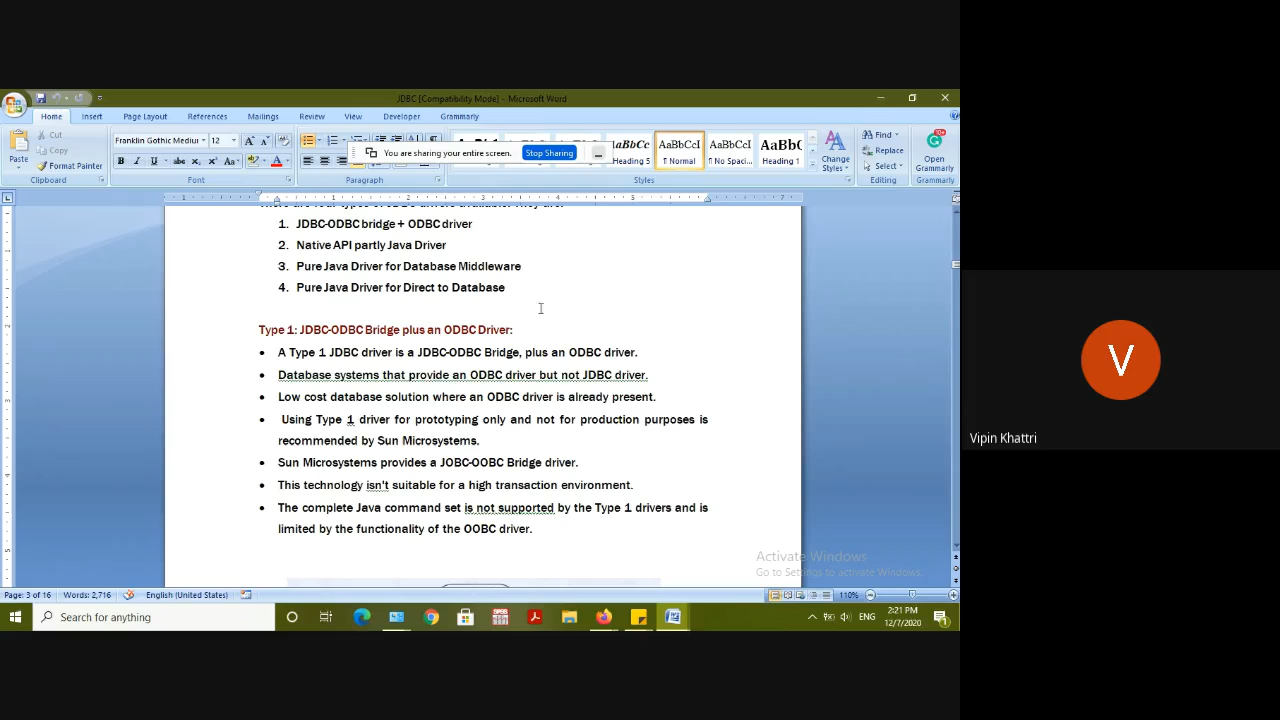 JDBC [Compatibility Mode] - Microsoft Word
Home Insert Page Layout References Mailings Review View Developer Grammarly
Paste
Cut
Copy
Format Painter
Clipboard
Franklin Gothic Mediun 12
Font
You are sharing your entire screen. Stop Sharing
Paragraph
AaBbCc AaBbCcI AaBbCcI AaBb(
Heading 5 ¶ Normal ¶ No Spaci... Heading 1
Change Styles
Styles
Find
Replace
Select
Editing
Open Grammarly
Grammarly
1. JDBC-ODBC bridge + ODBC driver
2. Native API partly Java Driver
3. Pure Java Driver for Database Middleware
4. Pure Java Driver for Direct to Database
Type 1: JDBC-ODBC Bridge plus an ODBC Driver:
• A Type 1 JDBC driver is a JDBC-ODBC Bridge, plus an ODBC driver.
• Database systems that provide an ODBC driver but not JDBC driver.
• Low cost database solution where an ODBC driver is already present.
• Using Type 1 driver for prototyping only and not for production purposes is
recommended by Sun Microsystems.
• Sun Microsystems provides a JOBC-OOBC Bridge driver.
• This technology isn't suitable for a high transaction environment.
• The complete Java command set is not supported by the Type 1 drivers and is
limited by the functionality of the OOBC driver.
Activate Windows
Go to Settings to activate Windows.
Page: 3 of 16 Words: 2,716 English (United States) 110%
Type here to search
ENG
2:21 PM
12/7/2020
V
Vipin Khattri